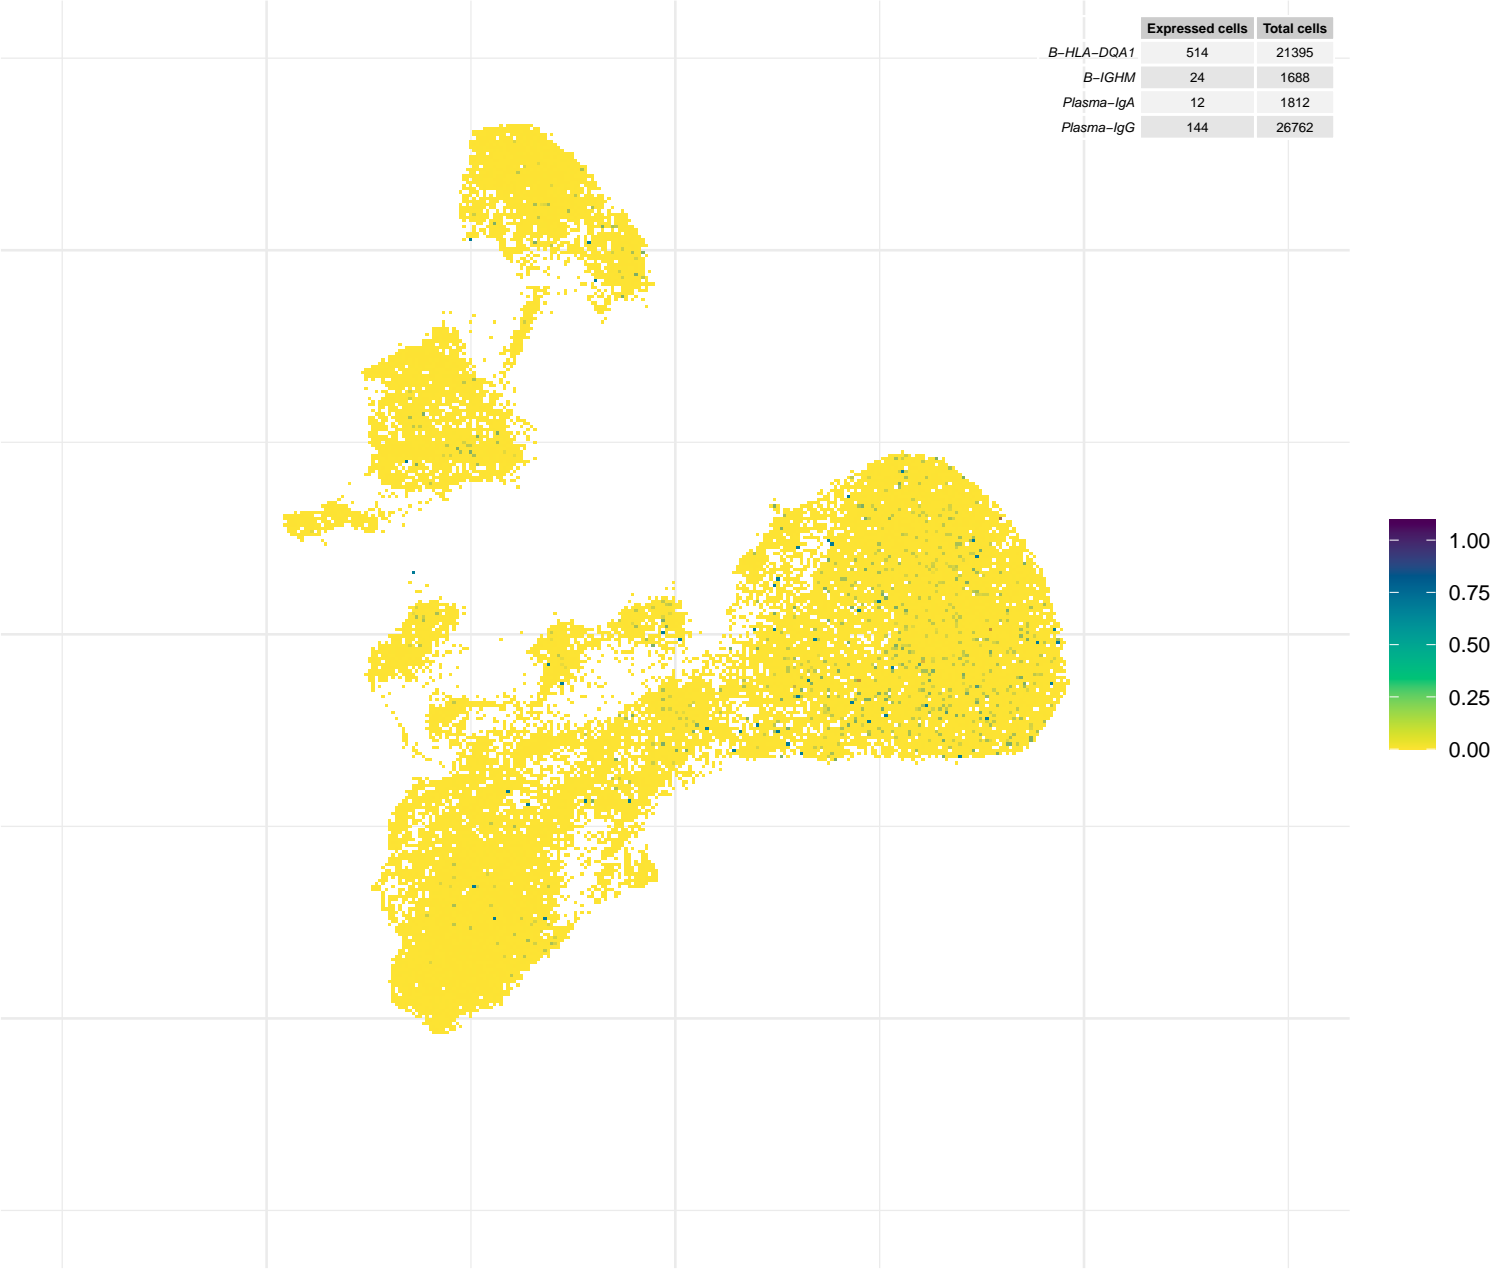 Expressed cells Total cells
B−HLA−DQA1 514 21395
B−IGHM 24 1688
Plasma−IgA 12 1812
Plasma−IgG 144 26762
1.00
0.75
0.50
0.25
0.00